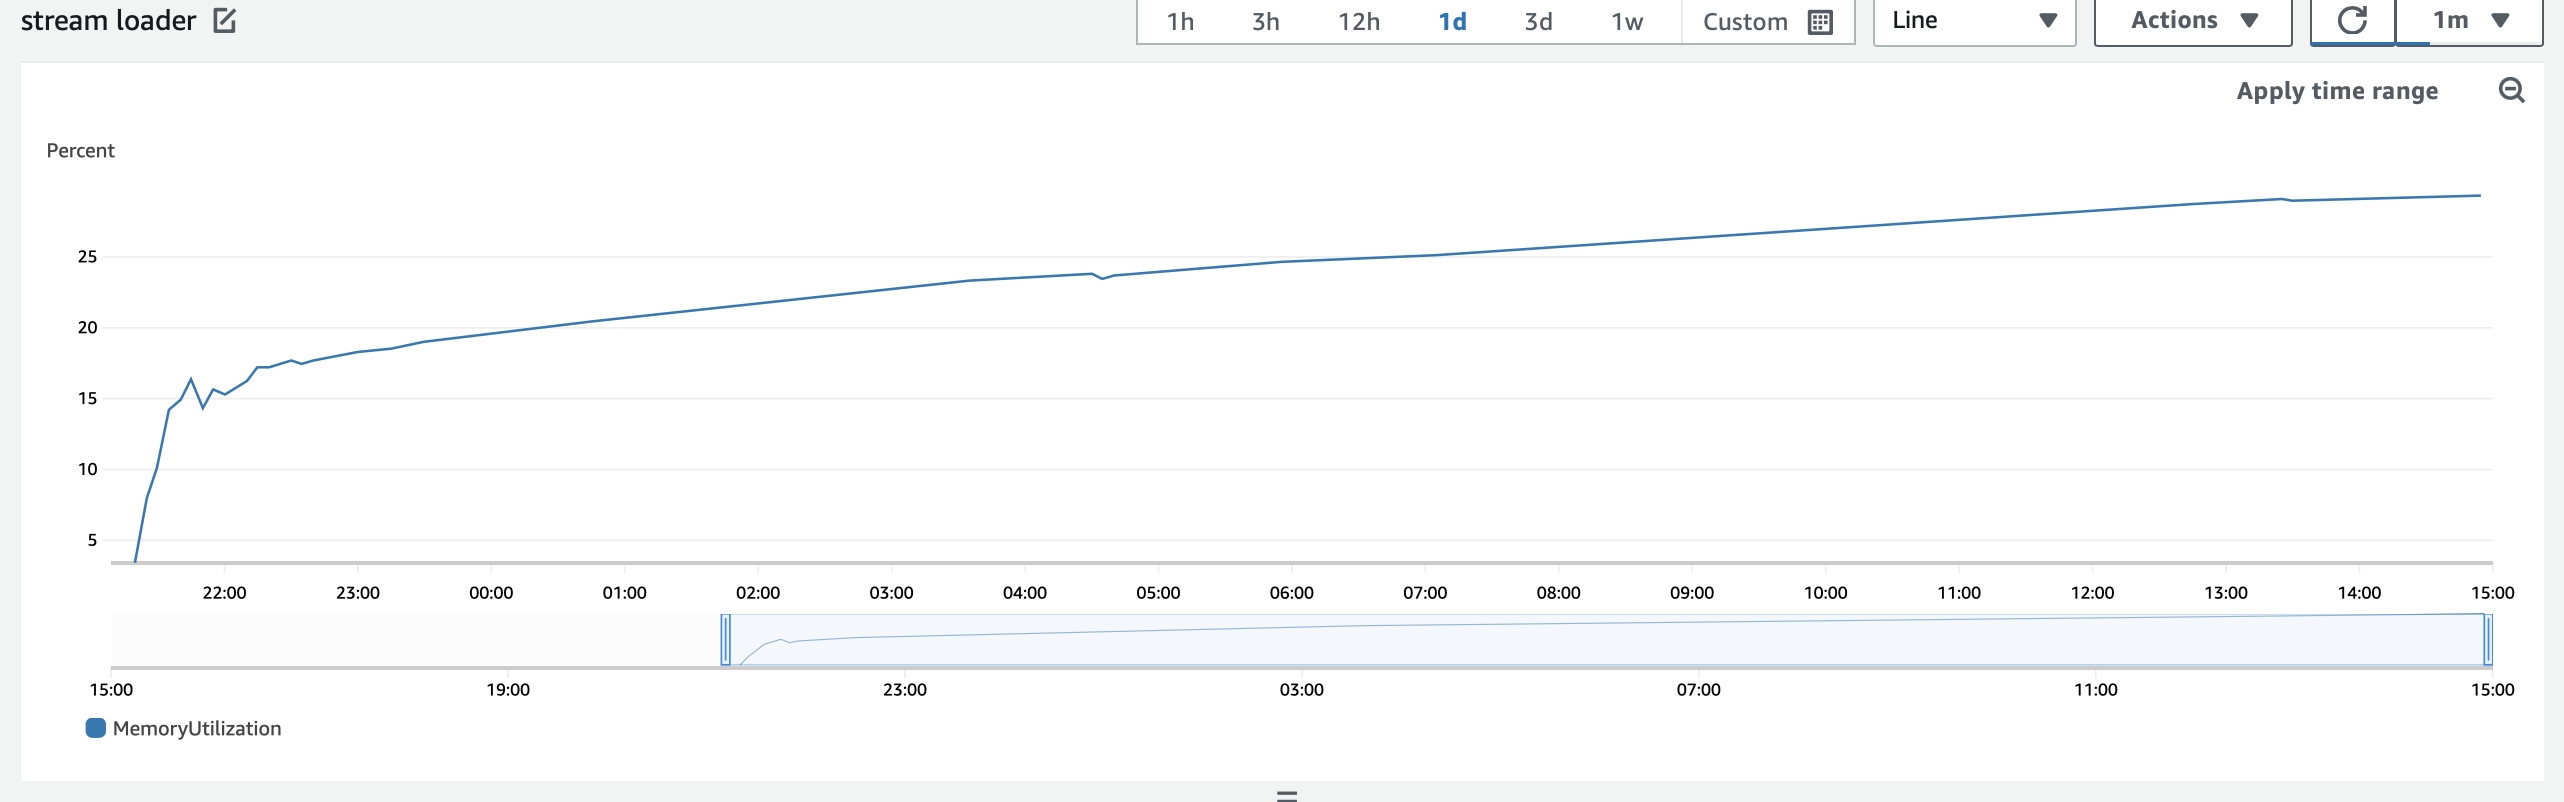 stream loader 1h 3h 12h 1d 3d 1w Custom Line Actions 1m
Apply time range
Percent
25
20
15
10
5
22:00 23:00 00:00 01:00 02:00 03:00 04:00 05:00 06:00 07:00 08:00 09:00 10:00 11:00 12:00 13:00 14:00 15:00
15:00 19:00 23:00 03:00 07:00 11:00 15:00
MemoryUtilization